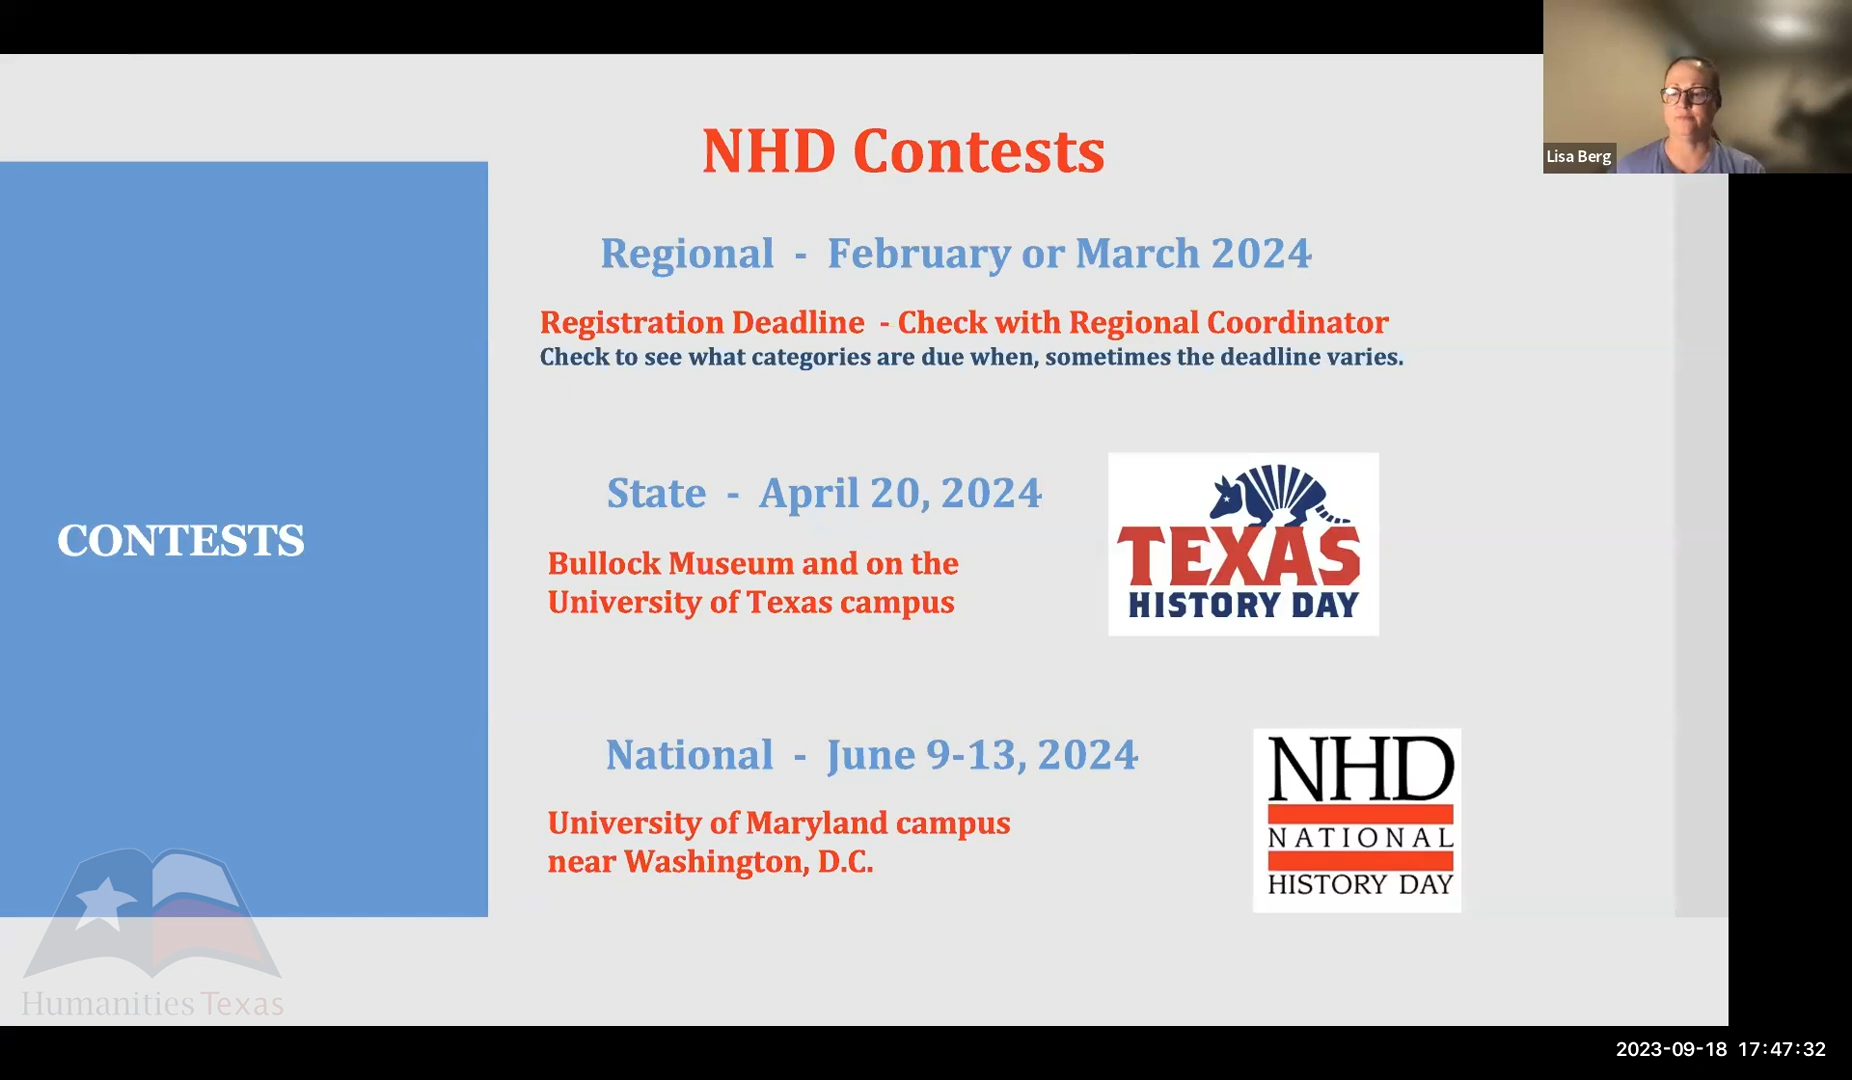 Lisa Berg
NHD Contests
Regional - February or March 2024
Registration Deadline - Check with Regional Coordinator
Check to see what categories are due when, sometimes the deadline varies.
CONTESTS
State - April 20, 2024
Bullock Museum and on the
University of Texas campus
TEXAS
HISTORY DAY
National - June 9-13, 2024
University of Maryland campus
near Washington, D.C.
NHD
NATIONAL
HISTORY DAY
Humanities Texas
2023-09-18 17:47:32